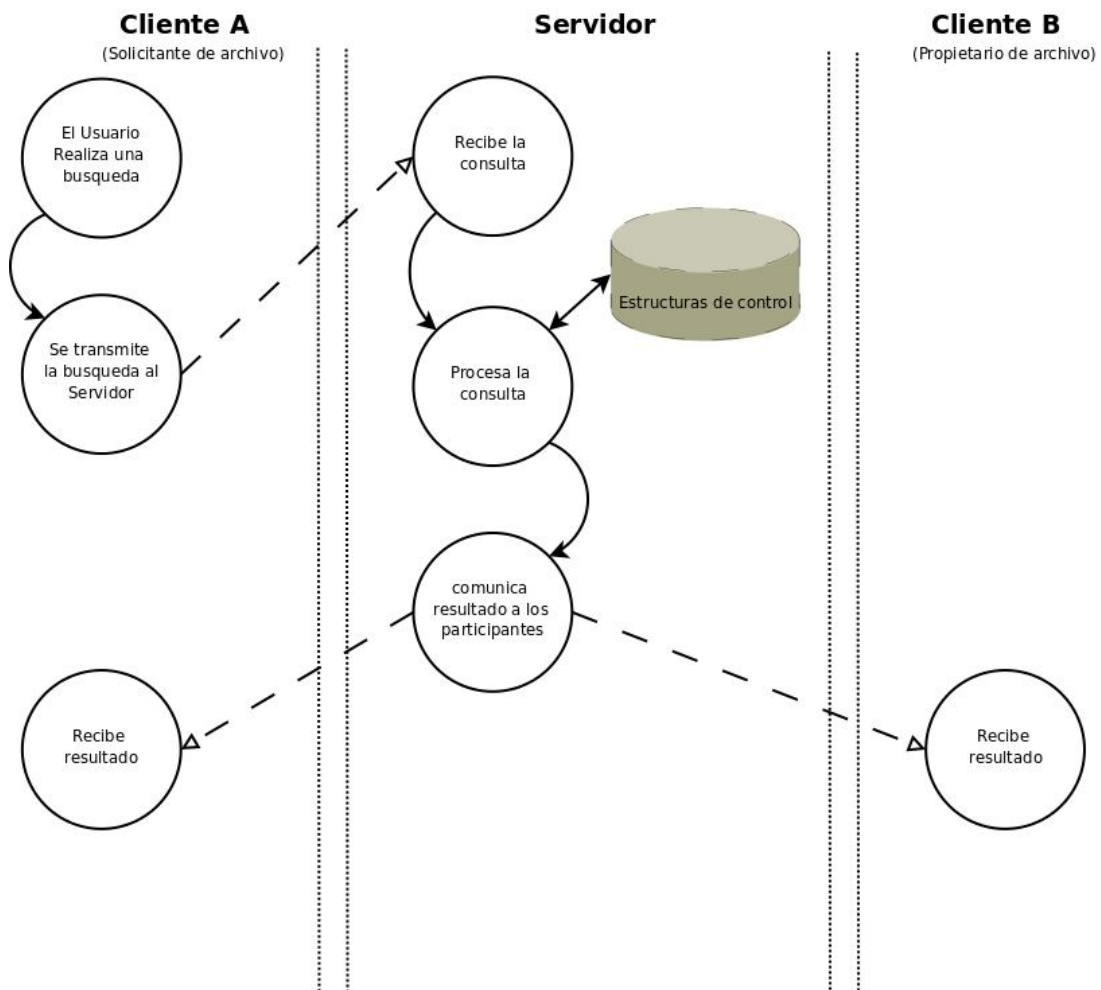 Cliente A
(Solicitante de archivo)
Servidor
Cliente B
(Propietario de archivo)
El Usuario
Realiza una
busqueda
Recibe la
consulta
Estructuras de control
Se transmite
la busqueda al
Servidor
Procesa la
consulta
comunica
resultado a los
participantes
Recibe
resultado
Recibe
resultado